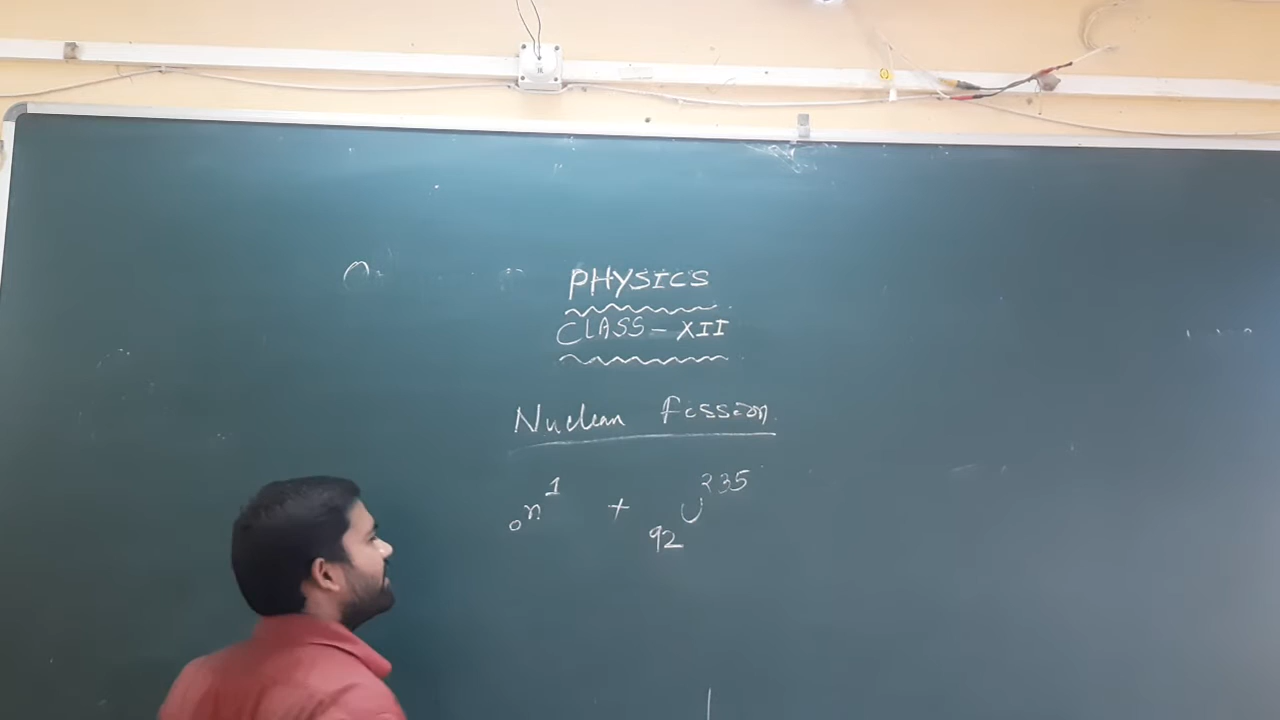 PHYSICS
CLASS - XII
Nuclear fission
₀n¹ + ₉₂U²³⁵